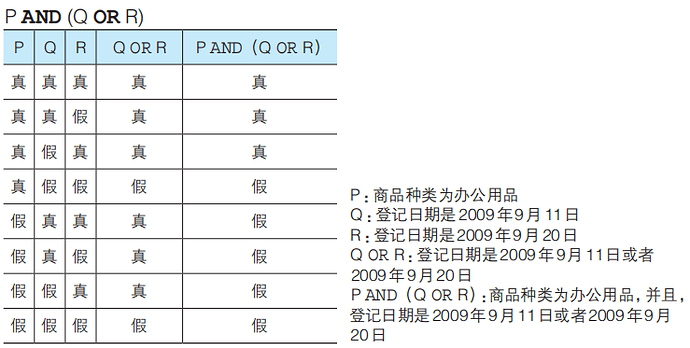 P AND (Q OR R)
P Q R Q OR R P AND（Q OR R）
真 真 真 真 真
真 真 假 真 真
真 假 真 真 真
真 假 假 假 假
假 真 真 真 假
假 真 假 真 假
假 假 真 真 假
假 假 假 假 假
P：商品种类为办公用品
Q：登记日期是2009年9月11日
R：登记日期是2009年9月20日
Q OR R：登记日期是2009年9月11日或者
2009年9月20日
P AND（Q OR R）：商品种类为办公用品，并且，
登记日期是2009年9月11日或者2009年9月
20日